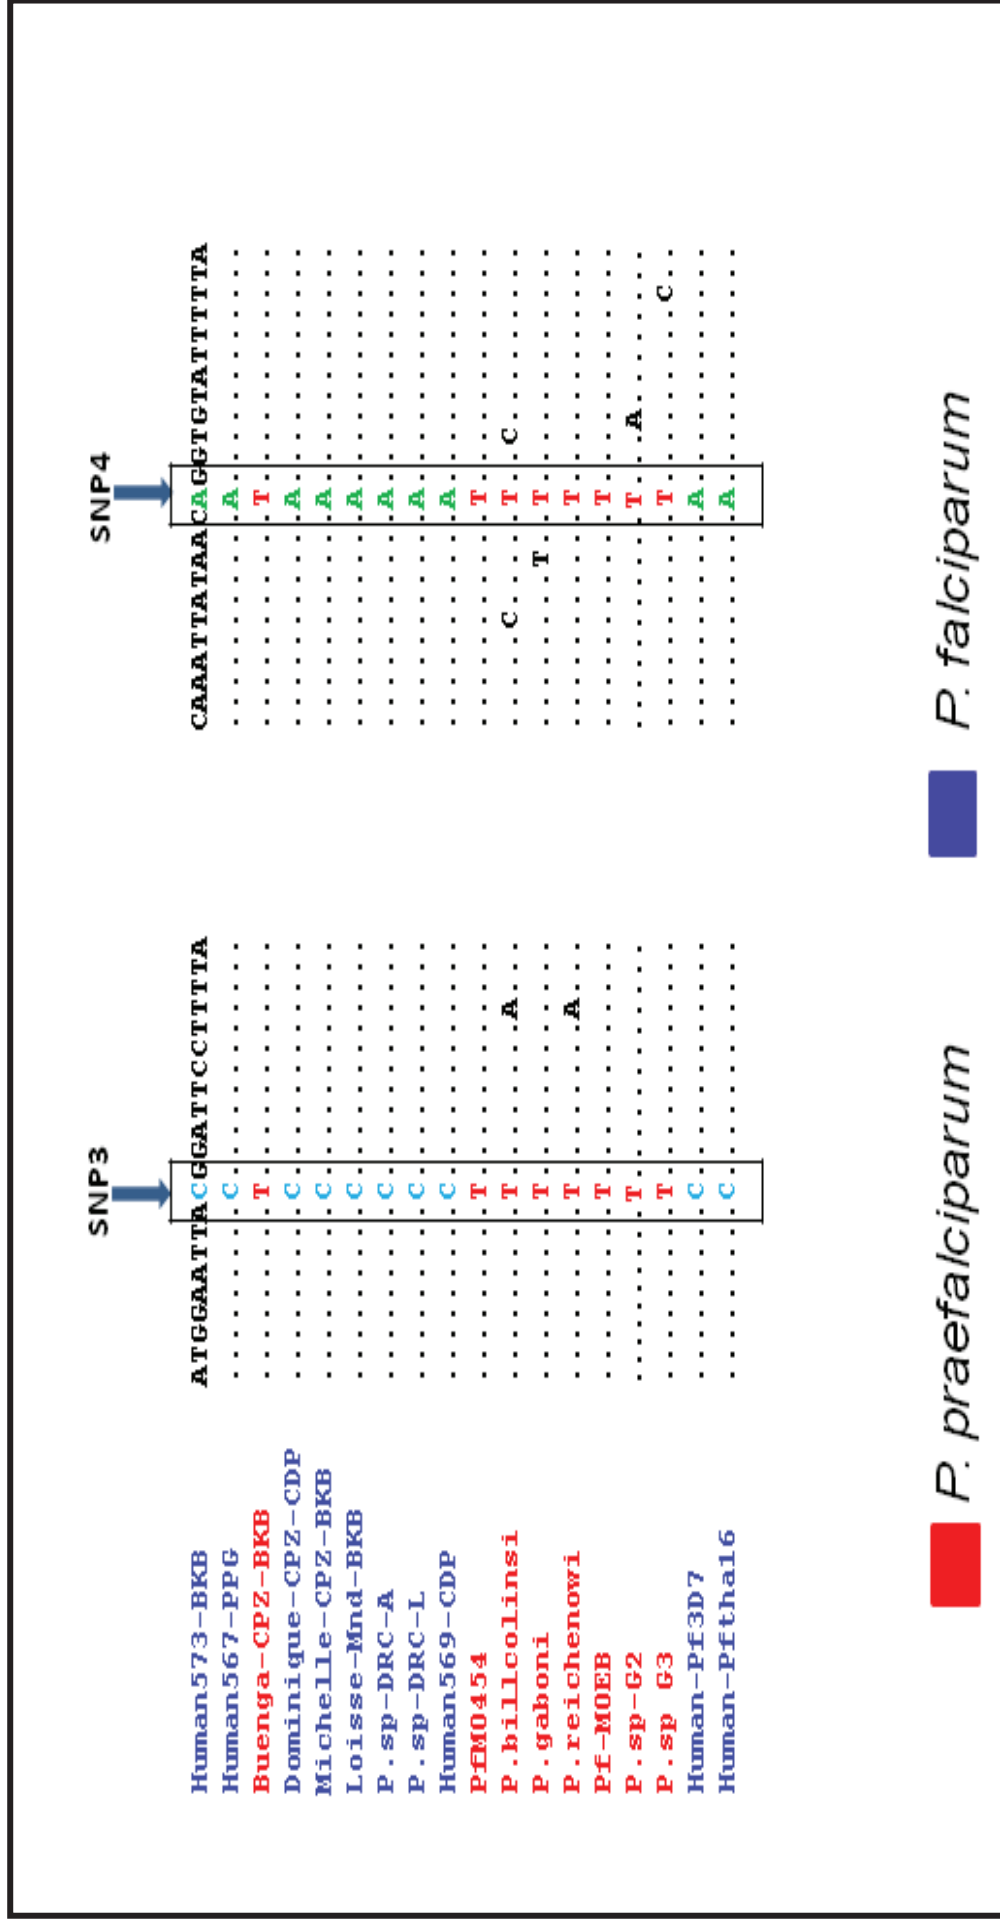 SNP3 SNP4
Human573-BKB ATGGAATTACGGATTCCTTTTA CAAATTATAACAGGTGTATTTTTA
Human567-PPG .........C............ ...........A............
Buenga-CPZ-BKB .........T............ ...........T............
Dominique-CPZ-CDP .........C............ ...........A............
Michelle-CPZ-BKB .........C............ ...........A............
Loisse-Mnd-BKB .........C............ ...........A............
P.sp-DRC-A .........C............ ...........A............
P.sp-DRC-L .........C............ ...........A............
Human569-CDP .........C............ ...........A............
PfM0454 .........T............ ...........T............
P.billcolinsi .........T........A... .....C.....T..C.........
P.gaboni .........T............ ........T..T............
P.reichenowi .........T........A... ...........T............
Pf-MOEB .........T............ ...........T............
P.sp-G2 .........T............ ...........T...A........
P.sp G3 .........T............ ...........T.........C..
Human-Pf3D7 .........C............ ...........A............
Human-Pftha16 .........C............ ...........A............
P. praefalciparum P. falciparum